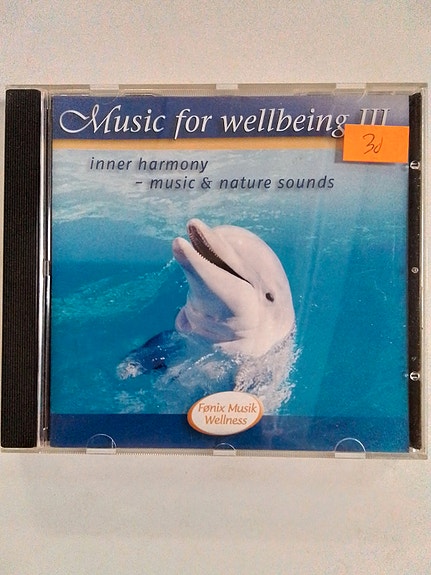 Music for wellbeing III
30
inner harmony
- music & nature sounds
Fønix Musik
Wellness